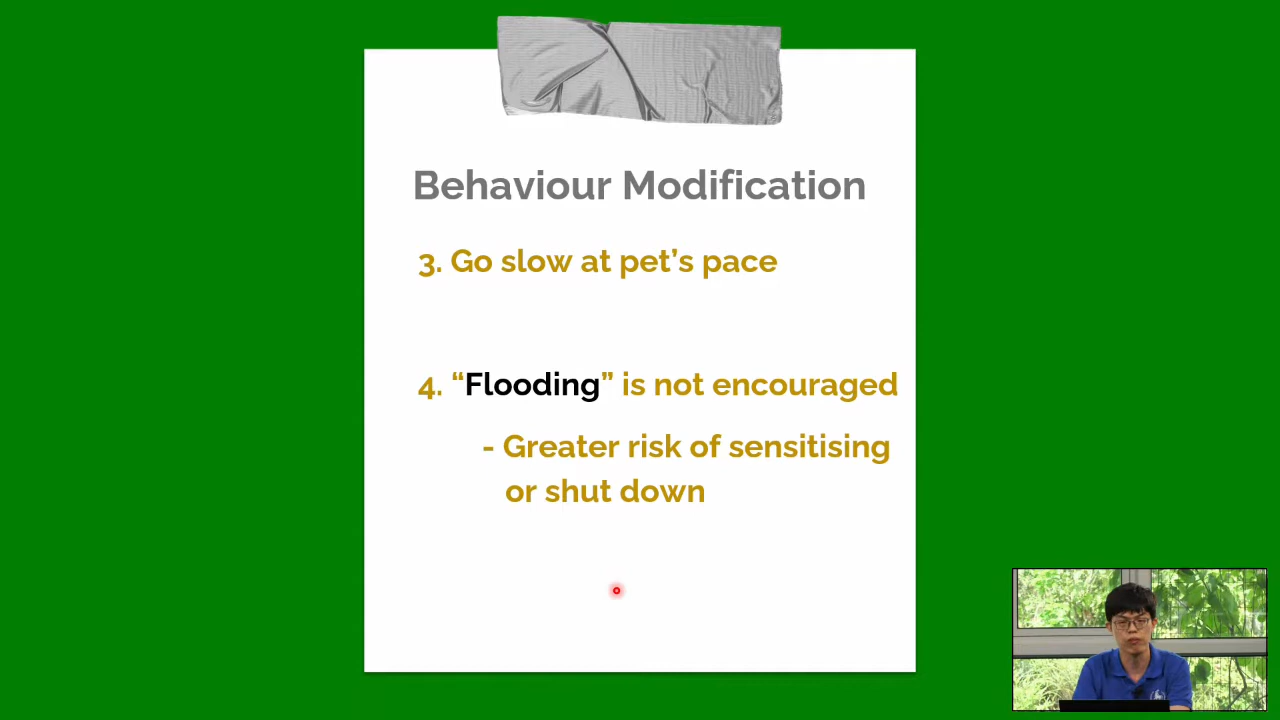 Behaviour Modification
3. Go slow at pet’s pace
4. “Flooding” is not encouraged
- Greater risk of sensitising
or shut down